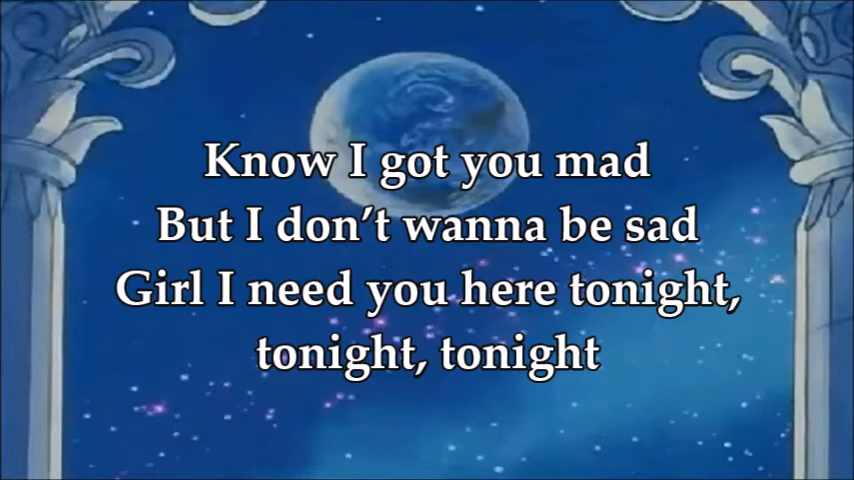 Know I got you mad
But I don’t wanna be sad
Girl I need you here tonight,
tonight, tonight